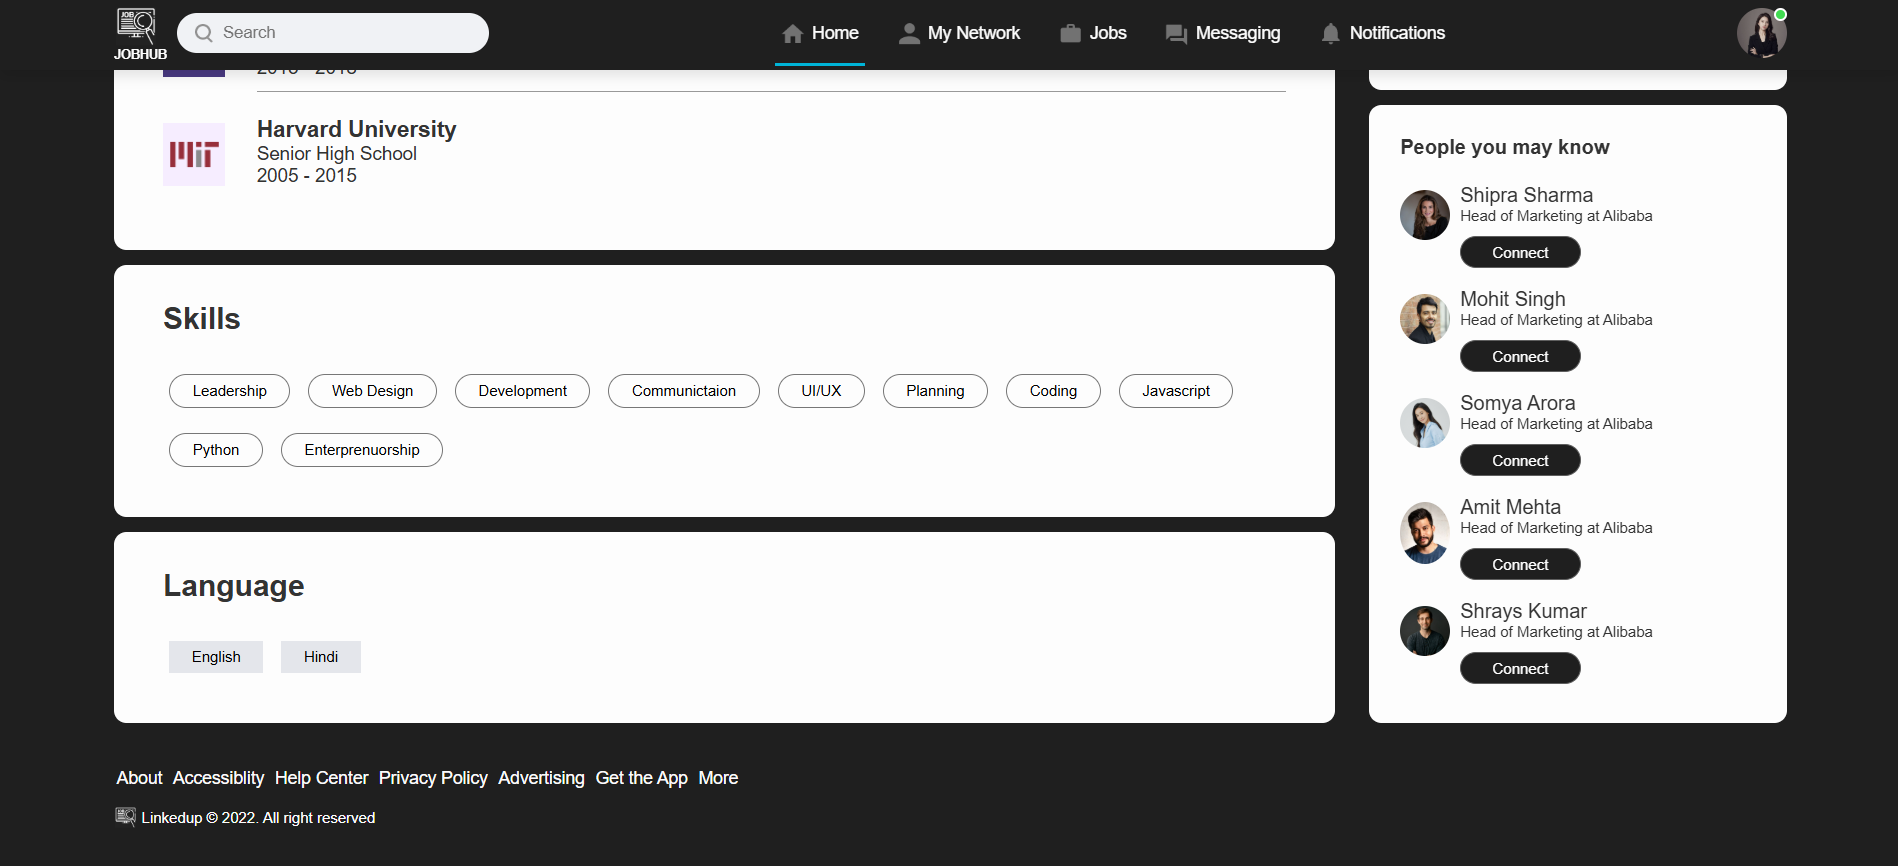 JOB
JOBHUB
Search
Home
My Network
Jobs
Messaging
Notifications
MiT
Harvard University
Senior High School
2005 - 2015
Skills
Leadership
Web Design
Development
Communictaion
UI/UX
Planning
Coding
Javascript
Python
Enterprenuorship
Language
English
Hindi
People you may know
Shipra Sharma
Head of Marketing at Alibaba
Connect
Mohit Singh
Head of Marketing at Alibaba
Connect
Somya Arora
Head of Marketing at Alibaba
Connect
Amit Mehta
Head of Marketing at Alibaba
Connect
Shrays Kumar
Head of Marketing at Alibaba
Connect
About Accessiblity Help Center Privacy Policy Advertising Get the App More
Linkedup © 2022. All right reserved